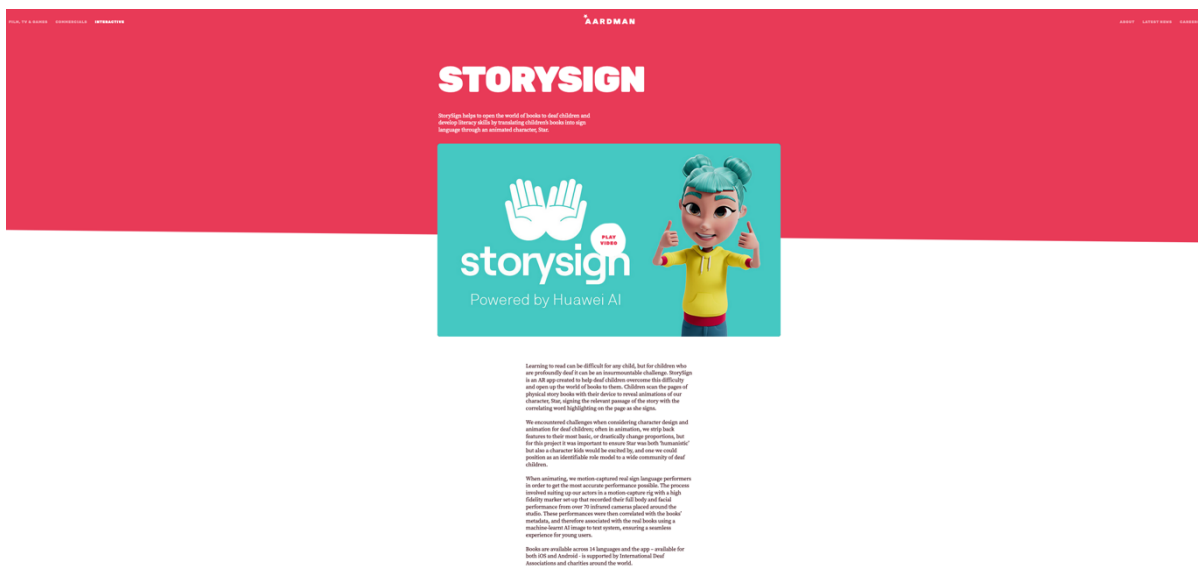 FILM, TV & GAMES COMMERCIALS INTERACTIVE
AARDMAN
ABOUT LATEST NEWS CAREERS
STORYSIGN
StorySign helps to open the world of books to deaf children and
develop literacy skills by translating children's books into sign
language through an animated character, Star.
PLAY
VIDEO
storysign
Powered by Huawei AI
Learning to read can be difficult for any child, but for children who
are profoundly deaf it can be an insurmountable challenge. StorySign
is an AR app created to help deaf children overcome this difficulty
and open up the world of books to them. Children scan the pages of
physical story books with their device to reveal animations of our
character, Star, signing the relevant passage of the story with the
correlating word highlighting on the page as she signs.
We encountered challenges when considering character design and
animation for deaf children; often in animation, we strip back
features to their most basic, or drastically change proportions, but
for this project it was important to ensure Star was both 'humanistic'
but also a character kids would be excited by, and one we could
position as an identifiable role model to a wide community of deaf
children.
When animating, we motion-captured real sign language performers
in order to get the most accurate performance possible. The process
involved suiting up our actors in a motion-capture rig with a high
fidelity marker set-up that recorded their full body and facial
performance from over 70 infrared cameras placed around the
studio. These performances were then correlated with the books'
metadata, and therefore associated with the real books using a
machine-learnt AI image to text system, ensuring a seamless
experience for young users.
Books are available across 14 languages and the app – available for
both iOS and Android - is supported by International Deaf
Associations and charities around the world.